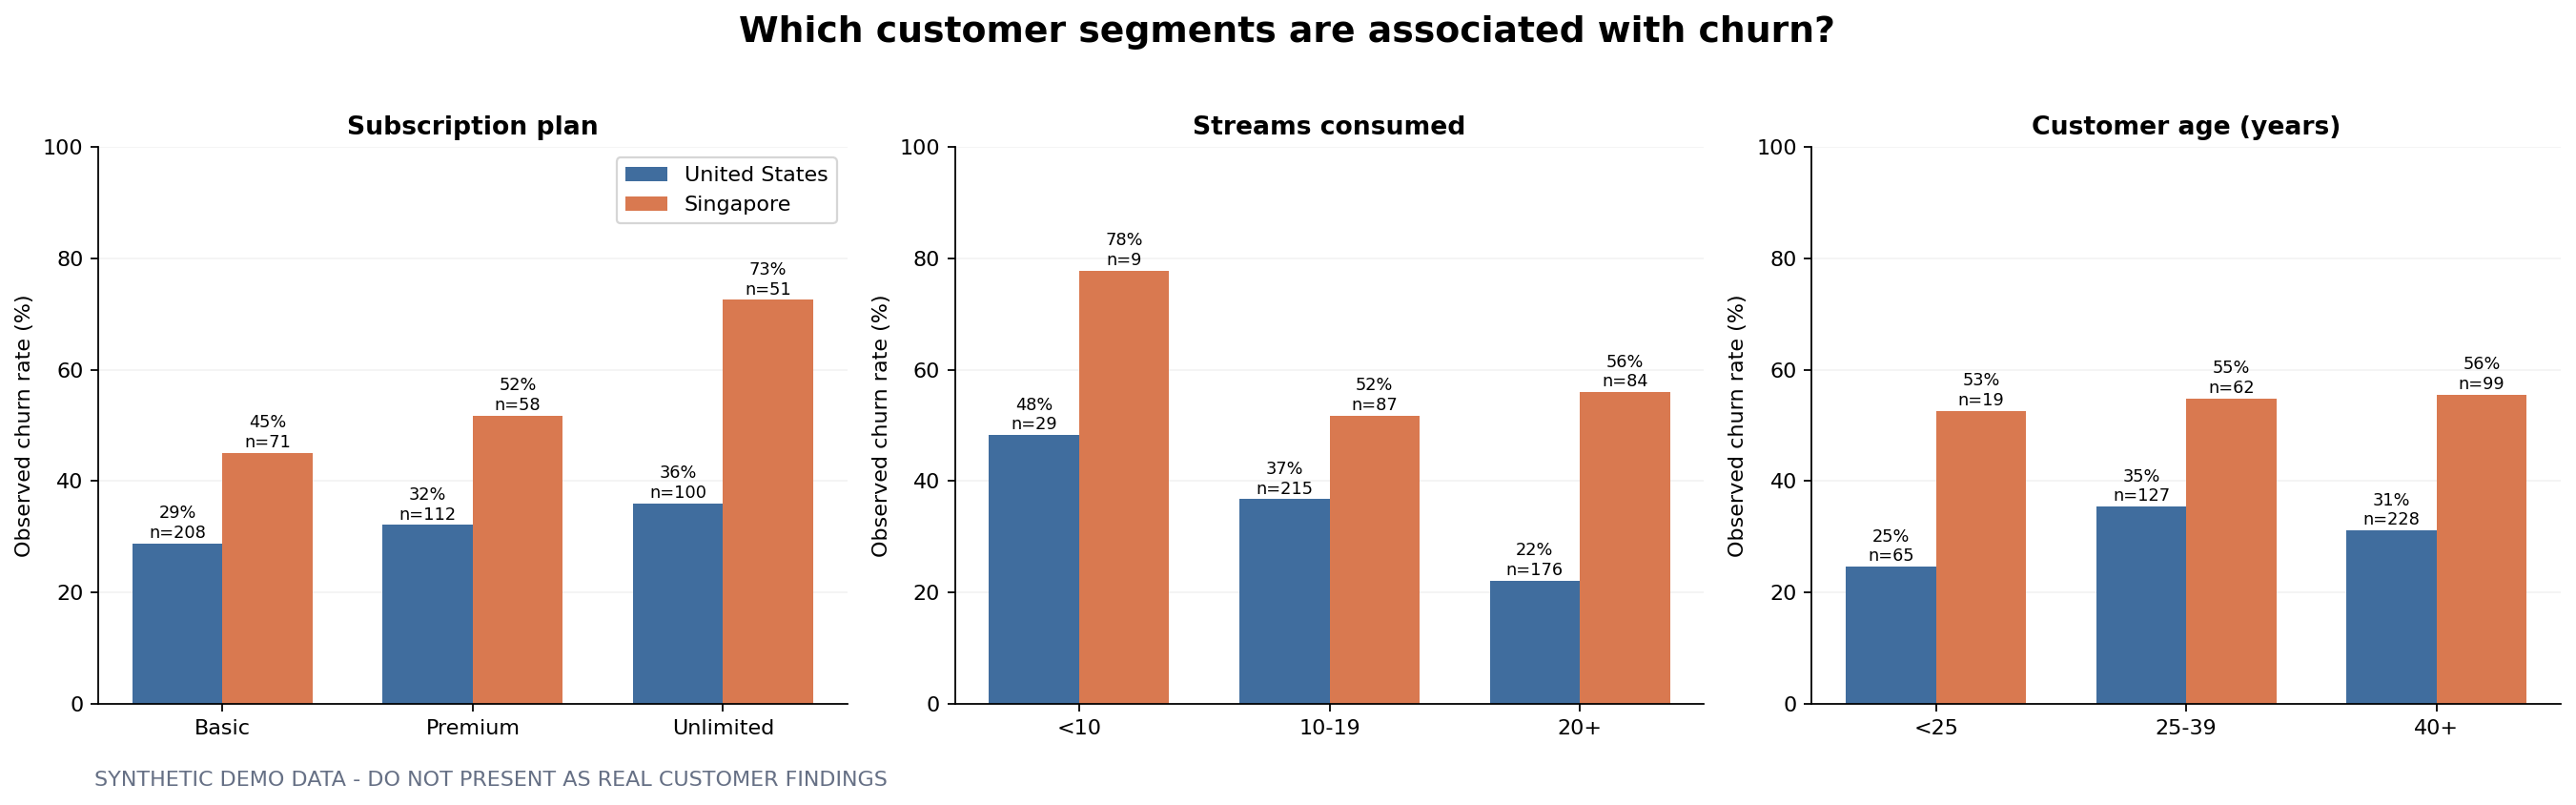 Which customer segments are associated with churn?
Subscription plan
Observed churn rate (%)
100
80
60
40
20
0
United States
Singapore
29%
n=208
45%
n=71
32%
n=112
52%
n=58
36%
n=100
73%
n=51
Basic
Premium
Unlimited
Streams consumed
Observed churn rate (%)
100
80
60
40
20
0
48%
n=29
78%
n=9
37%
n=215
52%
n=87
22%
n=176
56%
n=84
<10
10-19
20+
Customer age (years)
Observed churn rate (%)
100
80
60
40
20
0
25%
n=65
53%
n=19
35%
n=127
55%
n=62
31%
n=228
56%
n=99
<25
25-39
40+
SYNTHETIC DEMO DATA - DO NOT PRESENT AS REAL CUSTOMER FINDINGS